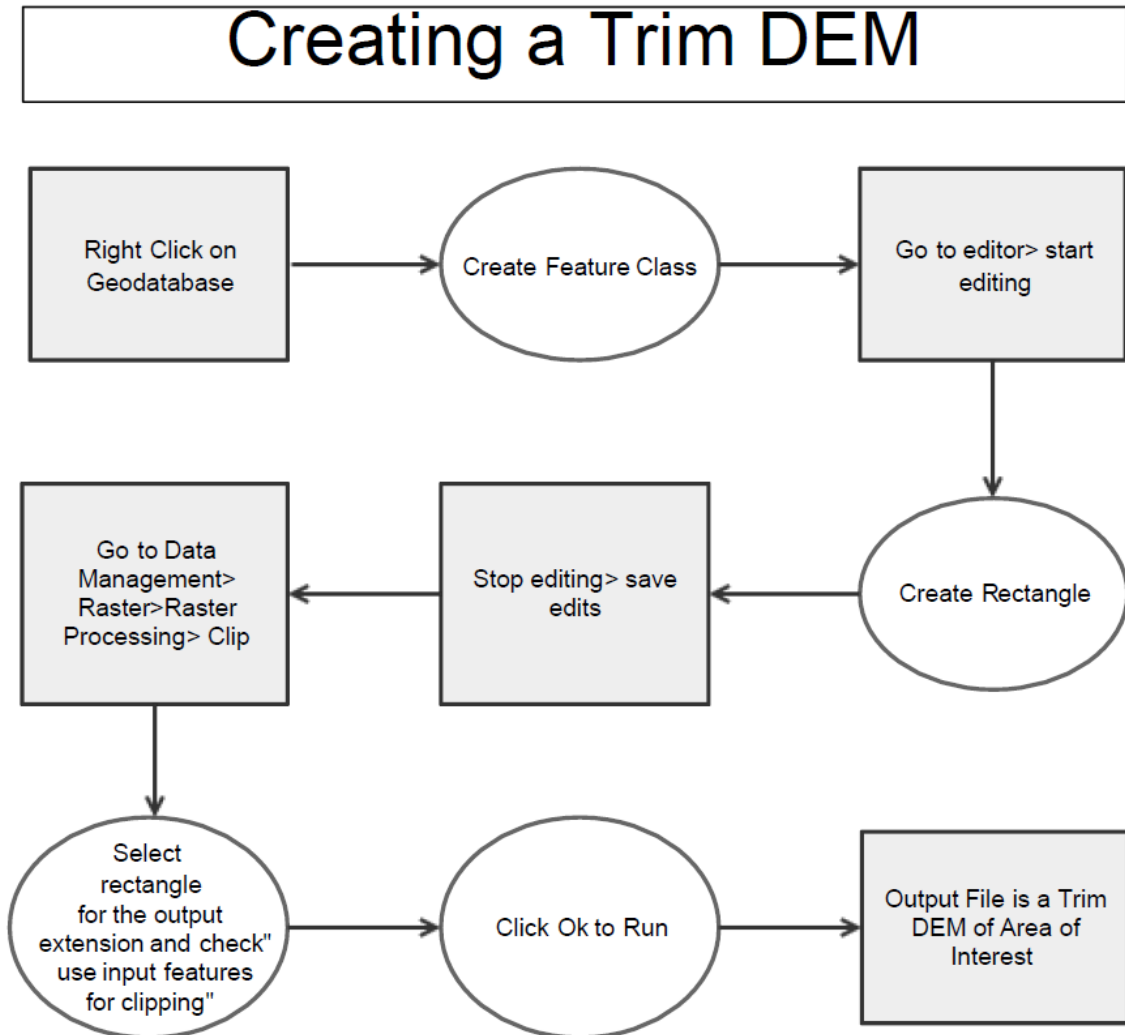 Creating a Trim DEM
Right Click on
Geodatabase
Create Feature Class
Go to editor> start
editing
Create Rectangle
Stop editing> save
edits
Go to Data
Management>
Raster>Raster
Processing> Clip
Select
rectangle
for the output
extension and check"
use input features
for clipping"
Click Ok to Run
Output File is a Trim
DEM of Area of
Interest